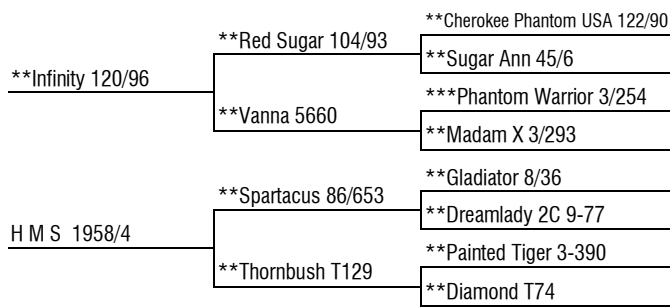 **Cherokee Phantom USA 122/90
**Red Sugar 104/93
**Sugar Ann 45/6
**Infinity 120/96
***Phantom Warrior 3/254
**Vanna 5660
**Madam X 3/293
**Gladiator 8/36
**Spartacus 86/653
**Dreamlady 2C 9-77
H M S 1958/4
**Painted Tiger 3-390
**Thornbush T129
**Diamond T74